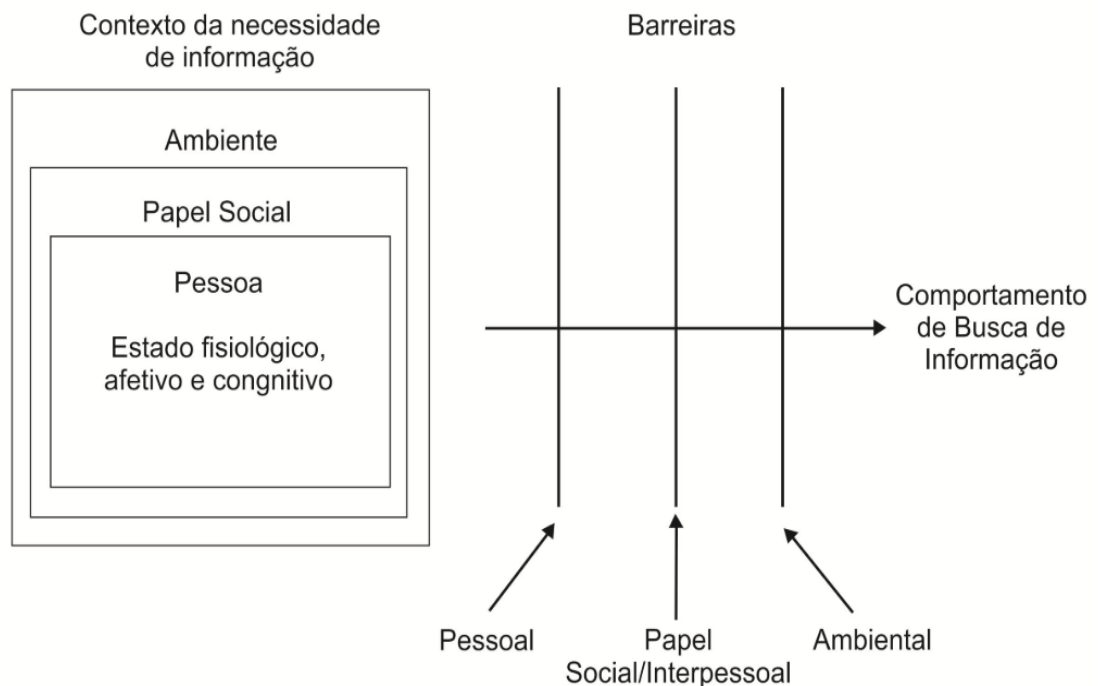 Contexto da necessidade
de informação
Barreiras
Ambiente
Papel Social
Pessoa
Estado fisiológico,
afetivo e congnitivo
Comportamento
de Busca de
Informação
Pessoal
Papel
Social/Interpessoal
Ambiental